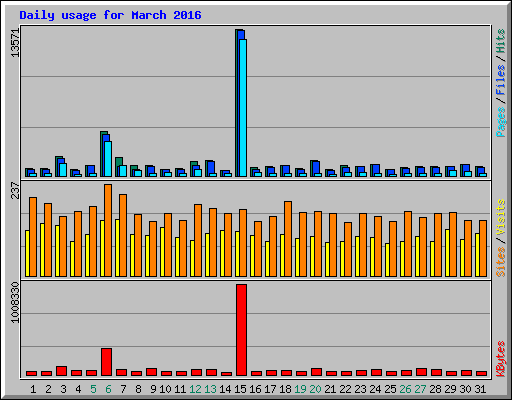 Daily usage for March 2016
13571
Pages / Files / Hits
237
Sites / Visits
1008330
KBytes
1 2 3 4 5 6 7 8 9 10 11 12 13 14 15 16 17 18 19 20 21 22 23 24 25 26 27 28 29 30 31